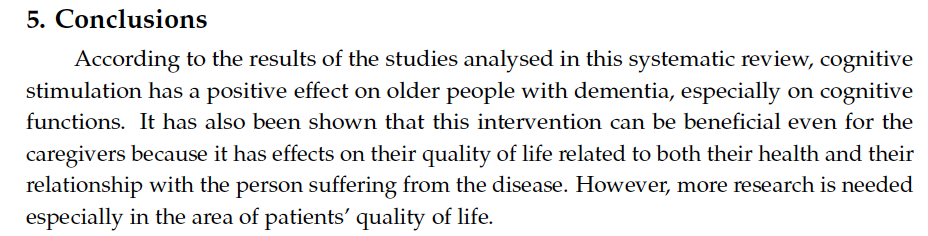 5. Conclusions
According to the results of the studies analysed in this systematic review, cognitive
stimulation has a positive effect on older people with dementia, especially on cognitive
functions. It has also been shown that this intervention can be beneficial even for the
caregivers because it has effects on their quality of life related to both their health and their
relationship with the person suffering from the disease. However, more research is needed
especially in the area of patients’ quality of life.